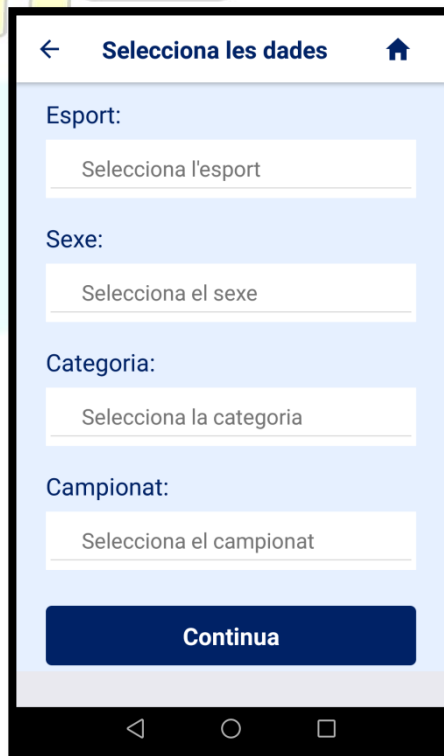 Selecciona les dades
Esport:
Selecciona l'esport
Sexe:
Selecciona el sexe
Categoria:
Selecciona la categoria
Campionat:
Selecciona el campionat
Continua